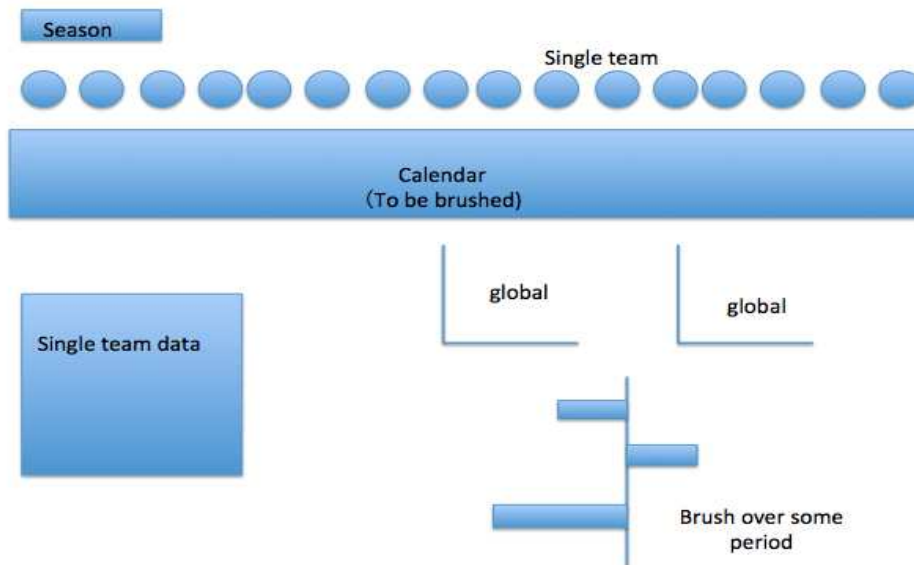 Season
Single team
Calendar
(To be brushed)
global
global
Single team data
Brush over some
period